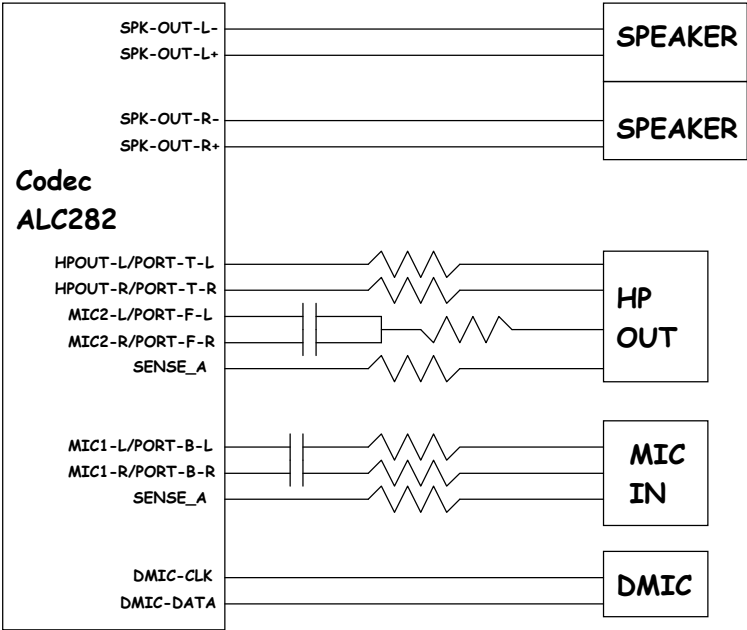 SPK-OUT-L-
SPK-OUT-L+
SPEAKER
SPK-OUT-R-
SPK-OUT-R+
SPEAKER
Codec
ALC282
HPOUT-L/PORT-T-L
HPOUT-R/PORT-T-R
MIC2-L/PORT-F-L
MIC2-R/PORT-F-R
SENSE_A
HP
OUT
MIC1-L/PORT-B-L
MIC1-R/PORT-B-R
SENSE_A
MIC
IN
DMIC-CLK
DMIC-DATA
DMIC